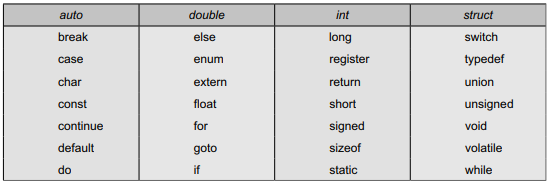 auto double int struct
break else long switch
case enum register typedef
char extern return union
const float short unsigned
continue for signed void
default goto sizeof volatile
do if static while